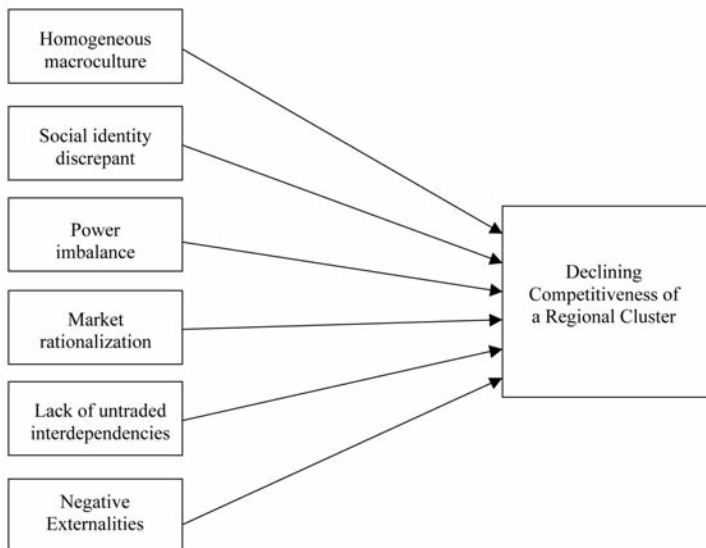 Homogeneous
macroculture
Social identity
discrepant
Power
imbalance
Market
rationalization
Lack of untraded
interdependencies
Negative
Externalities
Declining
Competitiveness of
a Regional Cluster